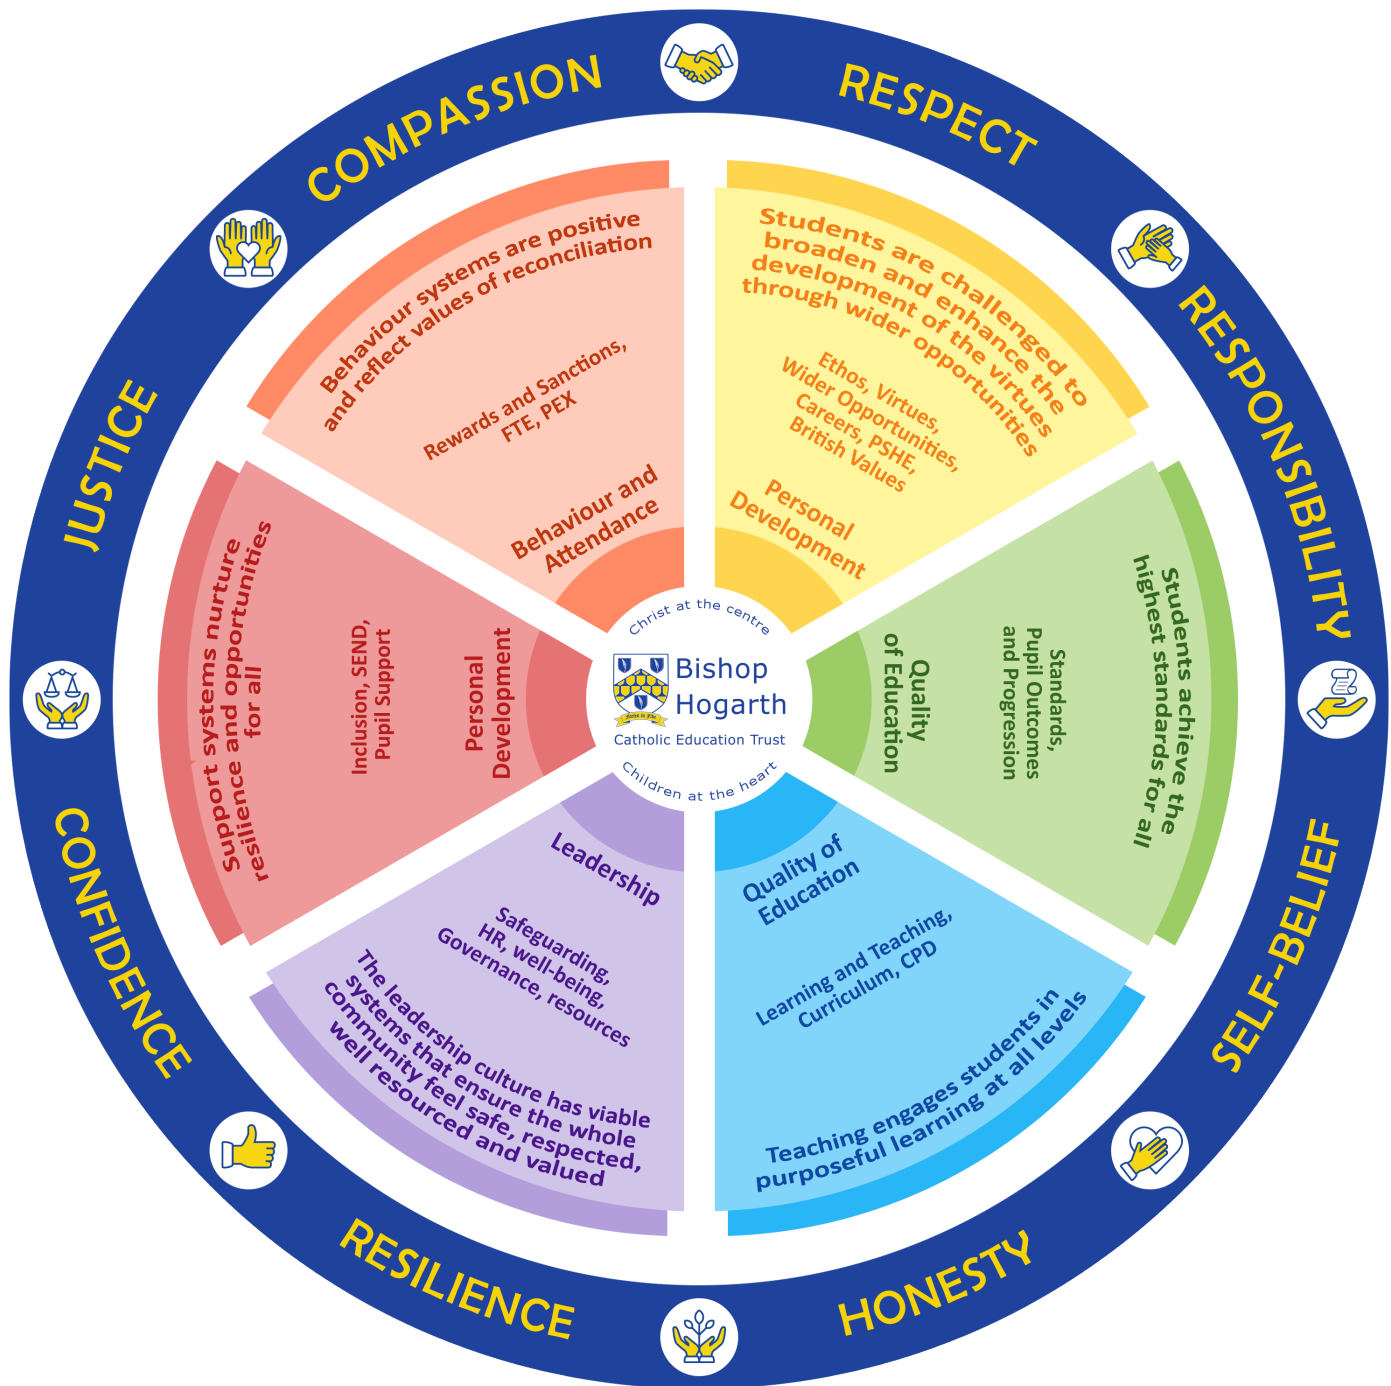 COMPASSION
RESPECT
RESPONSIBILITY
SELF-BELIEF
HONESTY
RESILIENCE
CONFIDENCE
JUSTICE
Behaviour systems are positive
and reflect values of reconciliation
Rewards and Sanctions,
FTE, PEX
Behaviour and
Attendance
Students are challenged to
broaden and enhance the
development of the virtues
through wider opportunities
Ethos, Virtues,
Wider Opportunities,
Careers, PSHE,
British Values
Personal
Development
Students achieve the
highest standards for all
Standards,
Pupil Outcomes
and Progression
Quality
of Education
Quality of
Education
Learning and Teaching,
Curriculum, CPD
Teaching engages students in
purposeful learning at all levels
Leadership
Safeguarding,
HR, well-being,
Governance, resources
The leadership culture has viable
systems that ensure the whole
community feel safe, respected,
well resourced and valued
Support systems nurture
resilience and opportunities
for all
Inclusion, SEND,
Pupil Support
Personal
Development
Christ at the centre
Bishop
Hogarth
Catholic Education Trust
Children at the heart